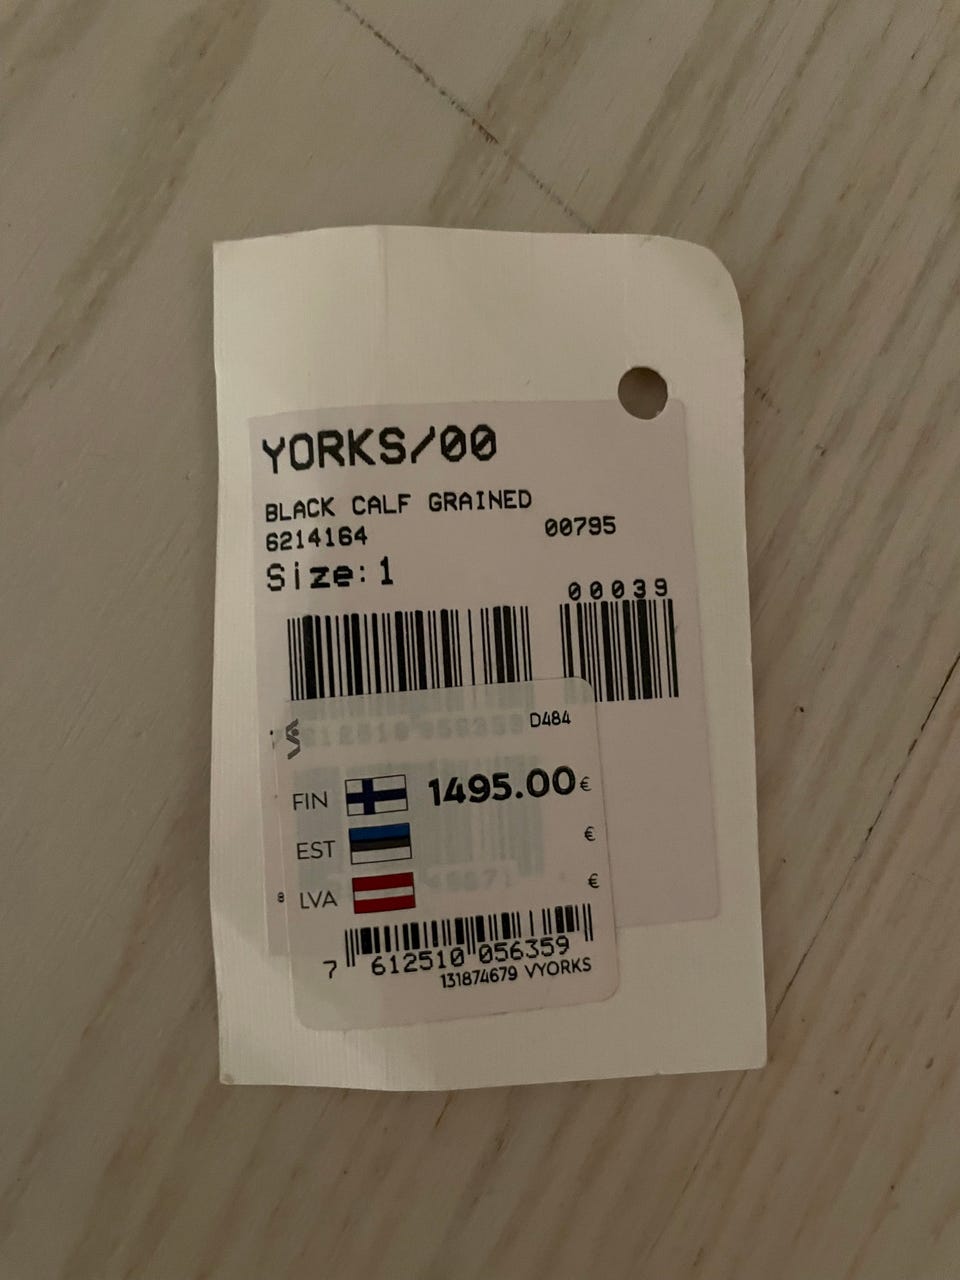 YORKS/00
BLACK CALF GRAINED
6214164 00795
Size: 1
00039
D484
FIN 1495.00€
EST €
LVA €
7 612510 056359
131874679 VYORKS